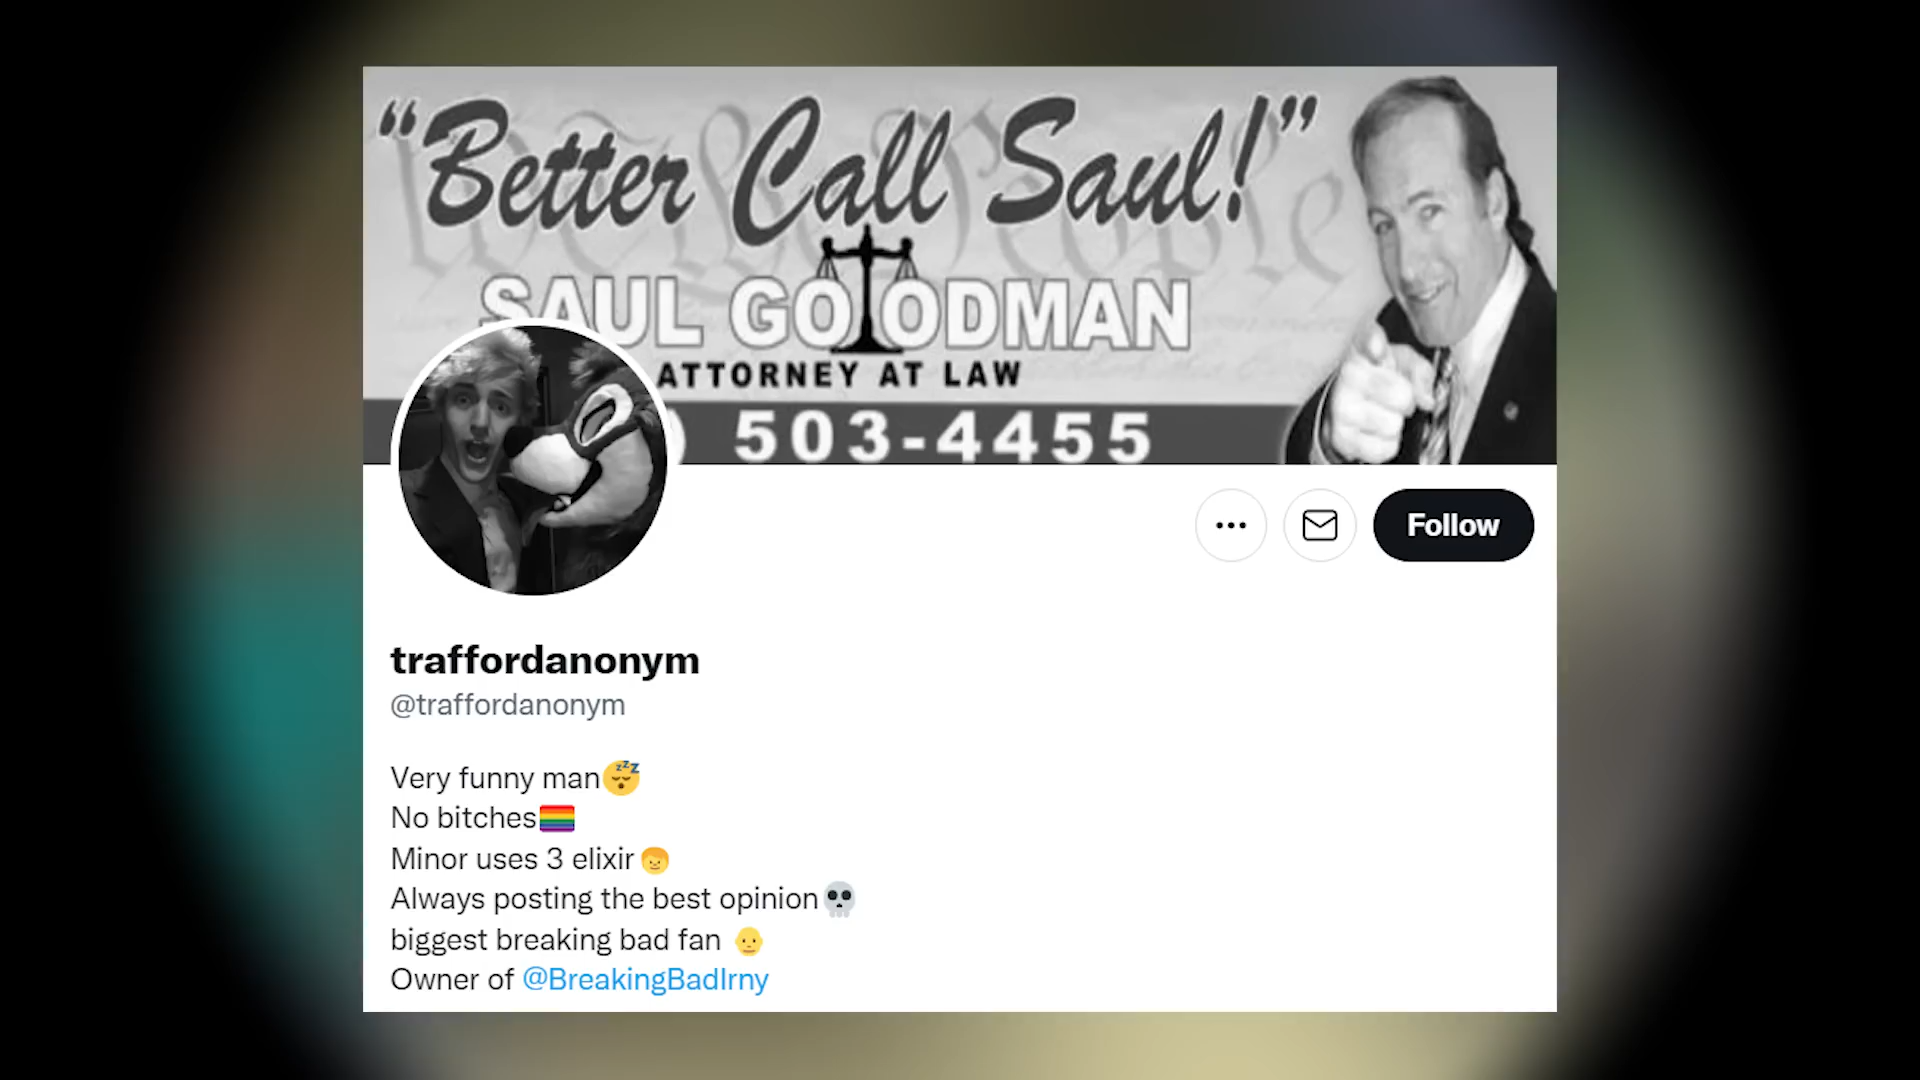 "Better Call Saul!"
SAUL GOODMAN
ATTORNEY AT LAW
) 503-4455
Follow
traffordanonym
@traffordanonym
Very funny man😴
No bitches🏳️‍🌈
Minor uses 3 elixir👦
Always posting the best opinion💀
biggest breaking bad fan 👨‍🦲
Owner of @BreakingBadIrny